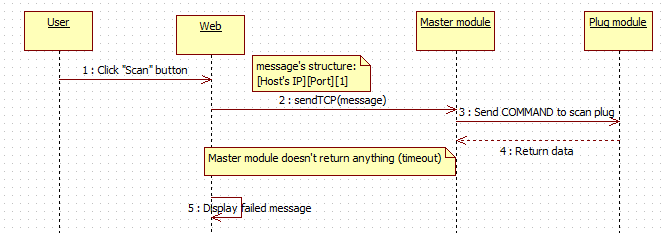 User
Web
Master module
Plug module
1 : Click "Scan" button
message's structure:
[Host's IP][Port][1]
2 : sendTCP(message)
3 : Send COMMAND to scan plug
4 : Return data
Master module doesn't return anything (timeout)
5 : Display failed message